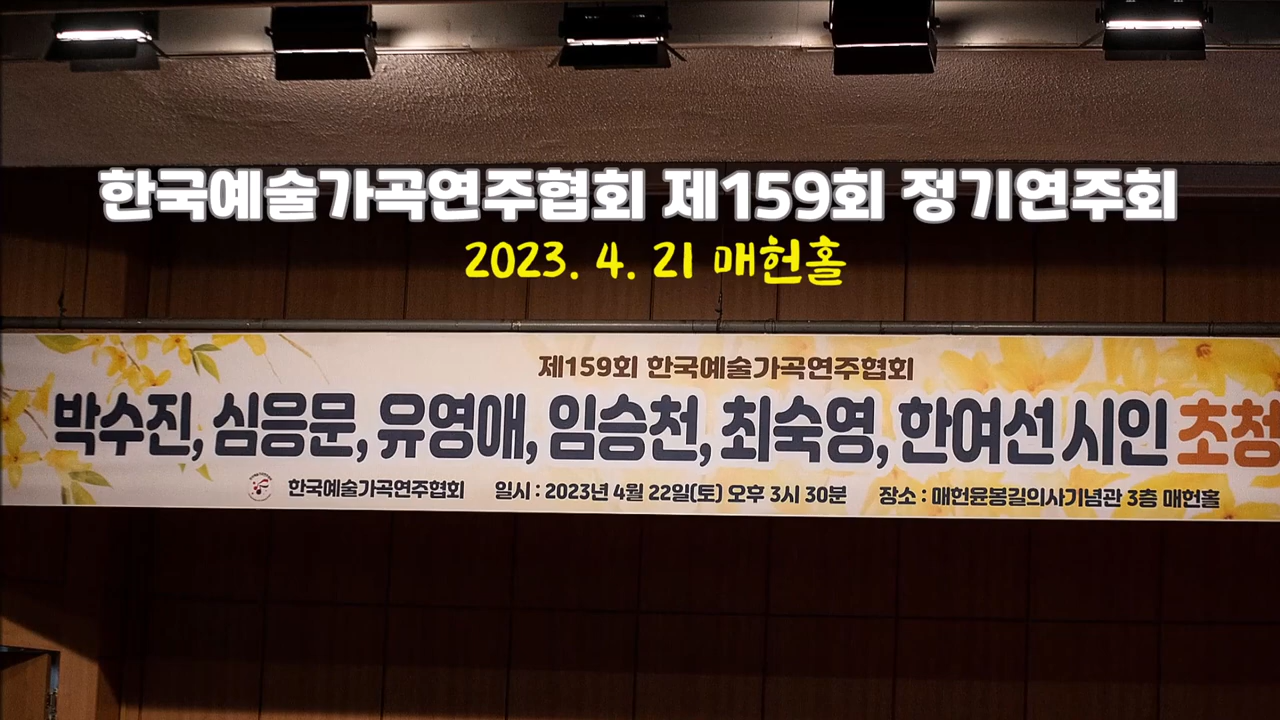 한국예술가곡연주협회 제159회 정기연주회
2023. 4. 21 매헌홀
제159회 한국예술가곡연주협회
박수진, 심응문, 유영애, 임승천, 최숙영, 한여선 시인 초청
한국예술가곡연주협회 일시 : 2023년 4월 22일(토) 오후 3시 30분 장소 : 매헌윤봉길의사기념관 3층 매헌홀